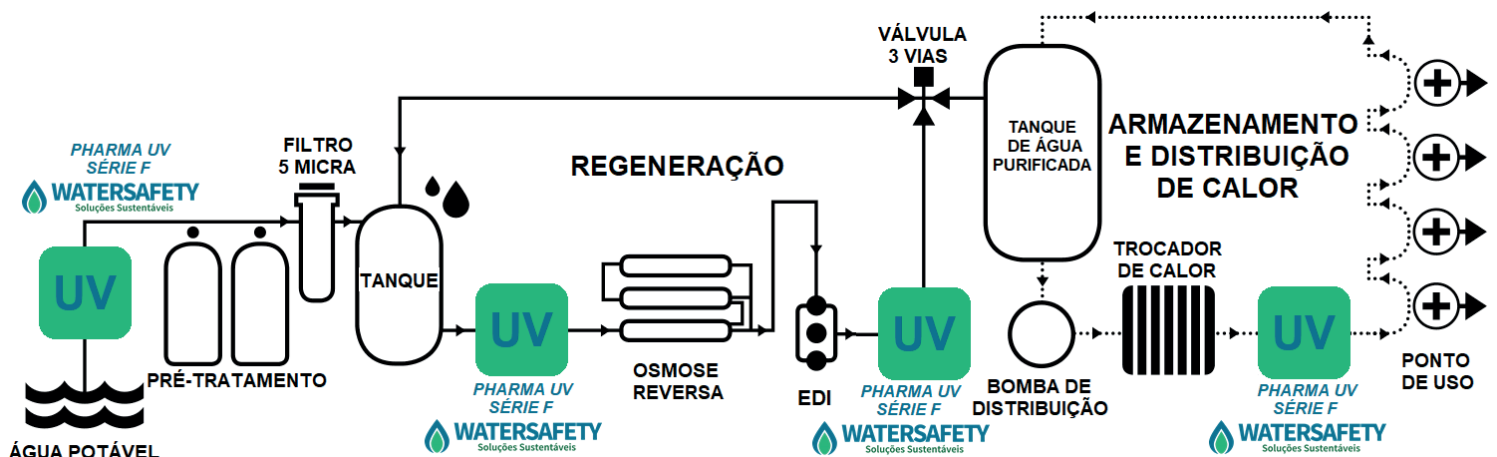 PHARMA UV
SÉRIE F
WATERSAFETY
Soluções Sustentáveis
UV
ÁGUA POTÁVEL
PRÉ-TRATAMENTO
FILTRO
5 MICRA
TANQUE
REGENERAÇÃO
UV
PHARMA UV
SÉRIE F
WATERSAFETY
Soluções Sustentáveis
OSMOSE
REVERSA
EDI
UV
PHARMA UV
SÉRIE F
WATERSAFETY
Soluções Sustentáveis
VÁLVULA
3 VIAS
TANQUE
DE ÁGUA
PURIFICADA
ARMAZENAMENTO
E DISTRIBUIÇÃO
DE CALOR
BOMBA DE
DISTRIBUIÇÃO
TROCADOR
DE CALOR
UV
PHARMA UV
SÉRIE F
WATERSAFETY
Soluções Sustentáveis
PONTO
DE USO